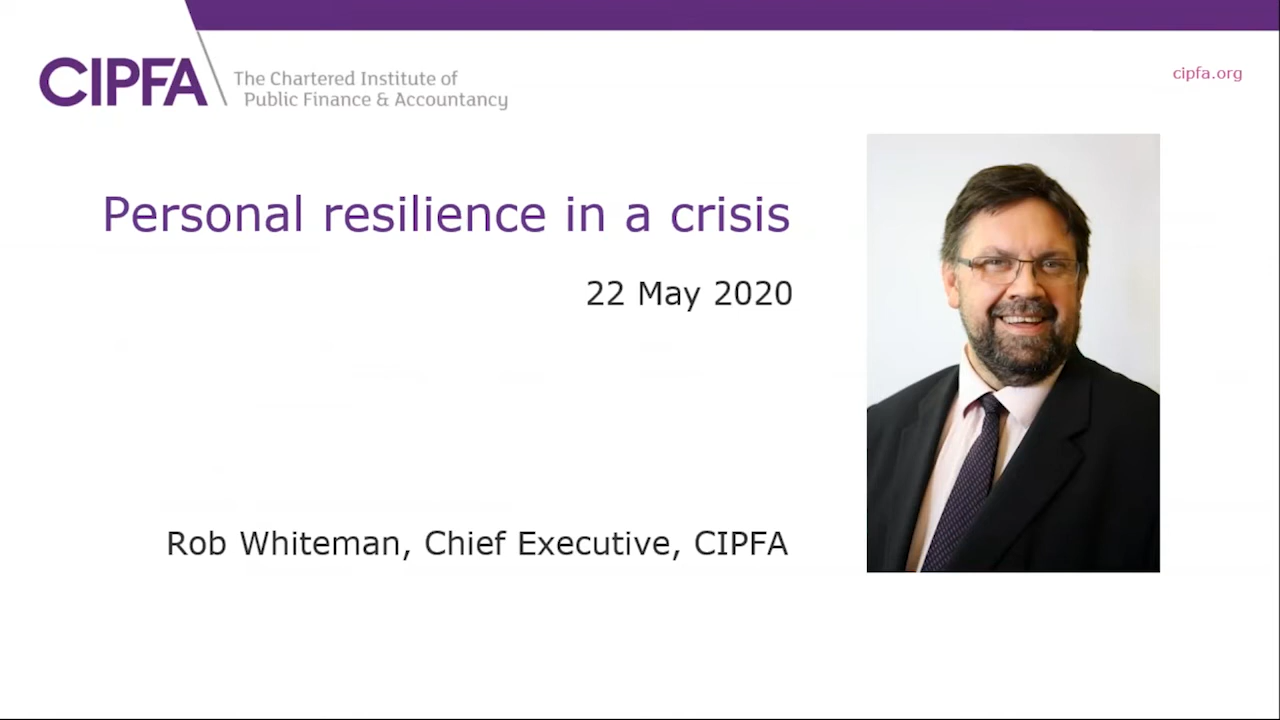 CIPFA
The Chartered Institute of
Public Finance & Accountancy
cipfa.org
Personal resilience in a crisis
22 May 2020
Rob Whiteman, Chief Executive, CIPFA